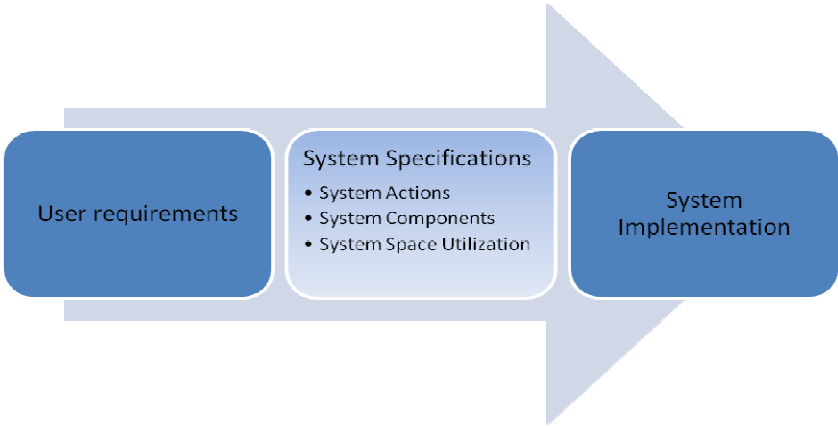 User requirements
System Specifications
• System Actions
• System Components
• System Space Utilization
System
Implementation